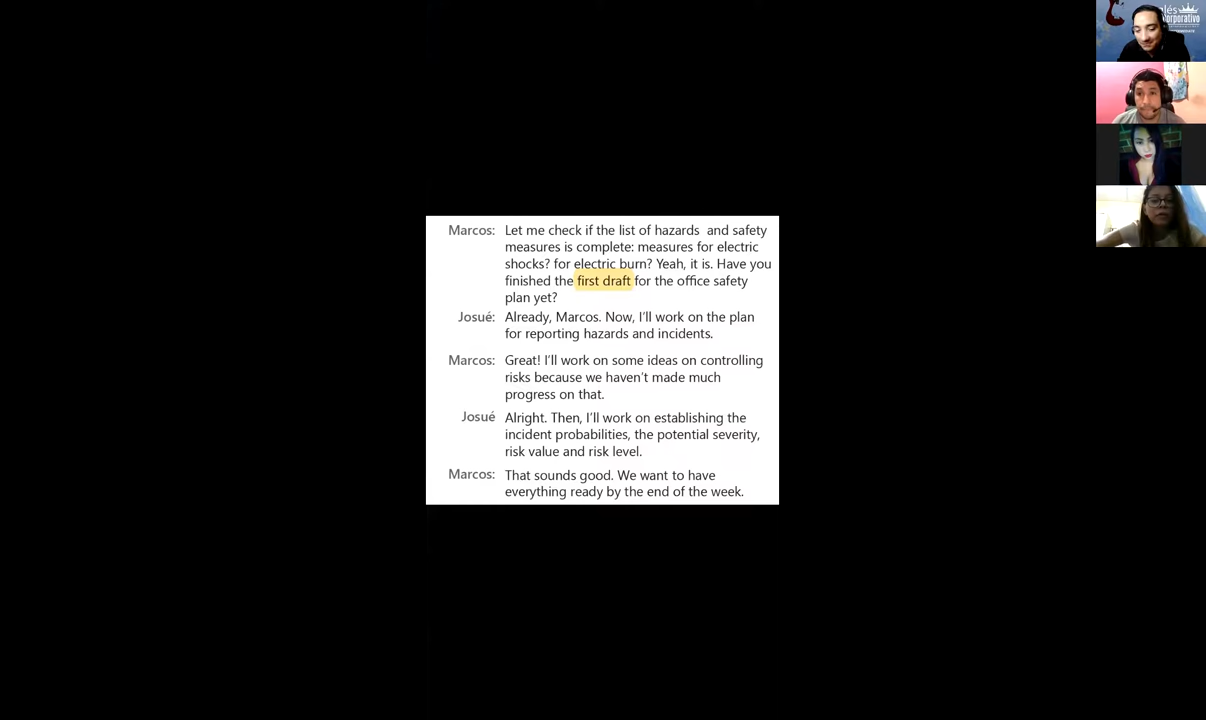 lés
orporativo
Marcos: Let me check if the list of hazards and safety
measures is complete: measures for electric
shocks? for electric burn? Yeah, it is. Have you
finished the first draft for the office safety
plan yet?
Josué: Already, Marcos. Now, I'll work on the plan
for reporting hazards and incidents.
Marcos: Great! I'll work on some ideas on controlling
risks because we haven't made much
progress on that.
Josué Alright. Then, I'll work on establishing the
incident probabilities, the potential severity,
risk value and risk level.
Marcos: That sounds good. We want to have
everything ready by the end of the week.